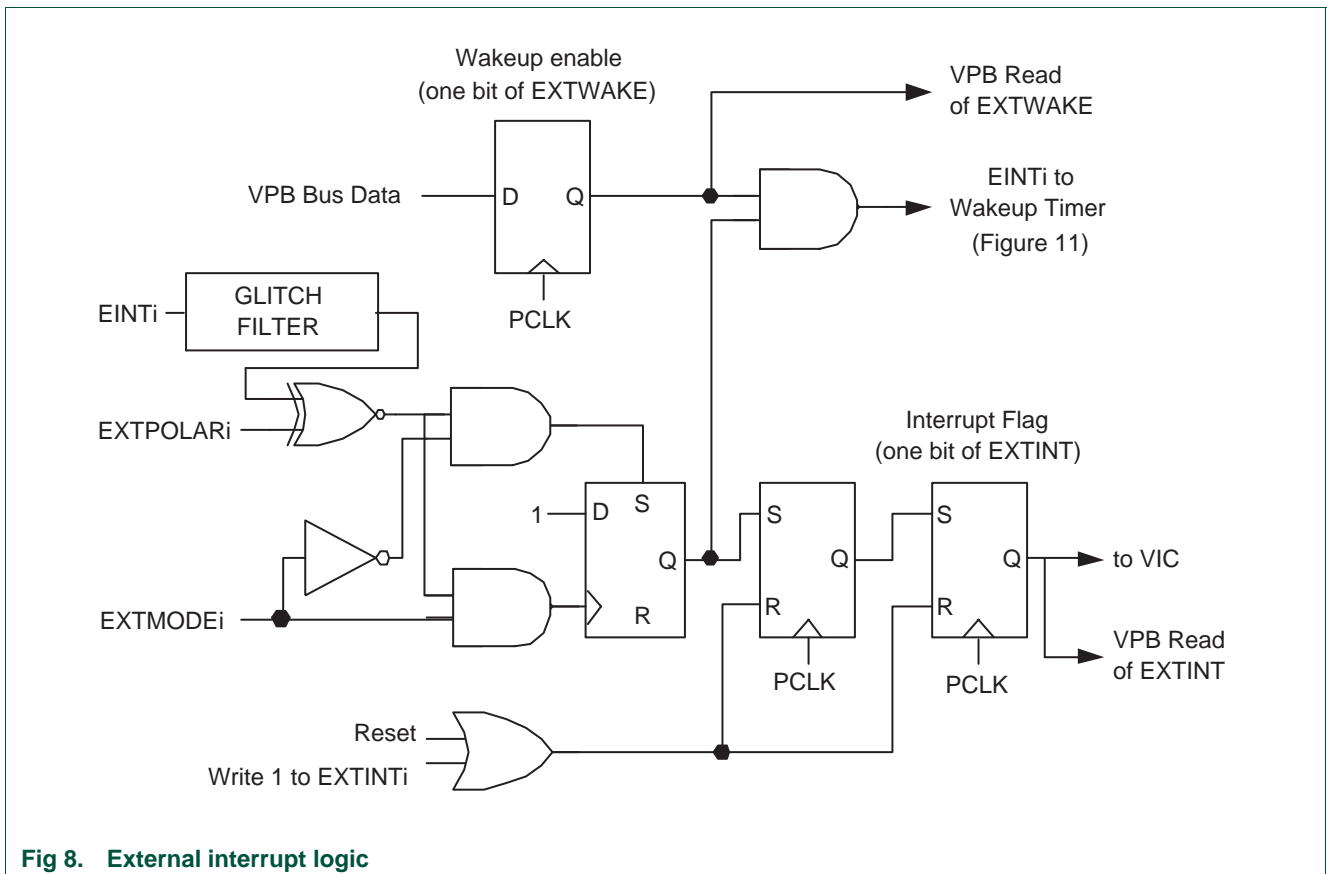 Wakeup enable
(one bit of EXTWAKE)
VPB Read
of EXTWAKE
VPB Bus Data
D
Q
EINTi to
Wakeup Timer
(Figure 11)
PCLK
EINTi
GLITCH
FILTER
EXTPOLARi
Interrupt Flag
(one bit of EXTINT)
1
D
S
Q
R
S
Q
R
S
Q
R
to VIC
EXTMODEi
PCLK
PCLK
VPB Read
of EXTINT
Reset
Write 1 to EXTINTi
Fig 8. External interrupt logic